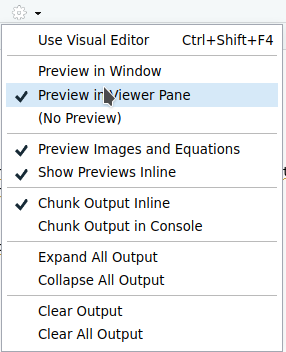 Use Visual Editor Ctrl+Shift+F4
Preview in Window
Preview in Viewer Pane
(No Preview)
Preview Images and Equations
Show Previews Inline
Chunk Output Inline
Chunk Output in Console
Expand All Output
Collapse All Output
Clear Output
Clear All Output